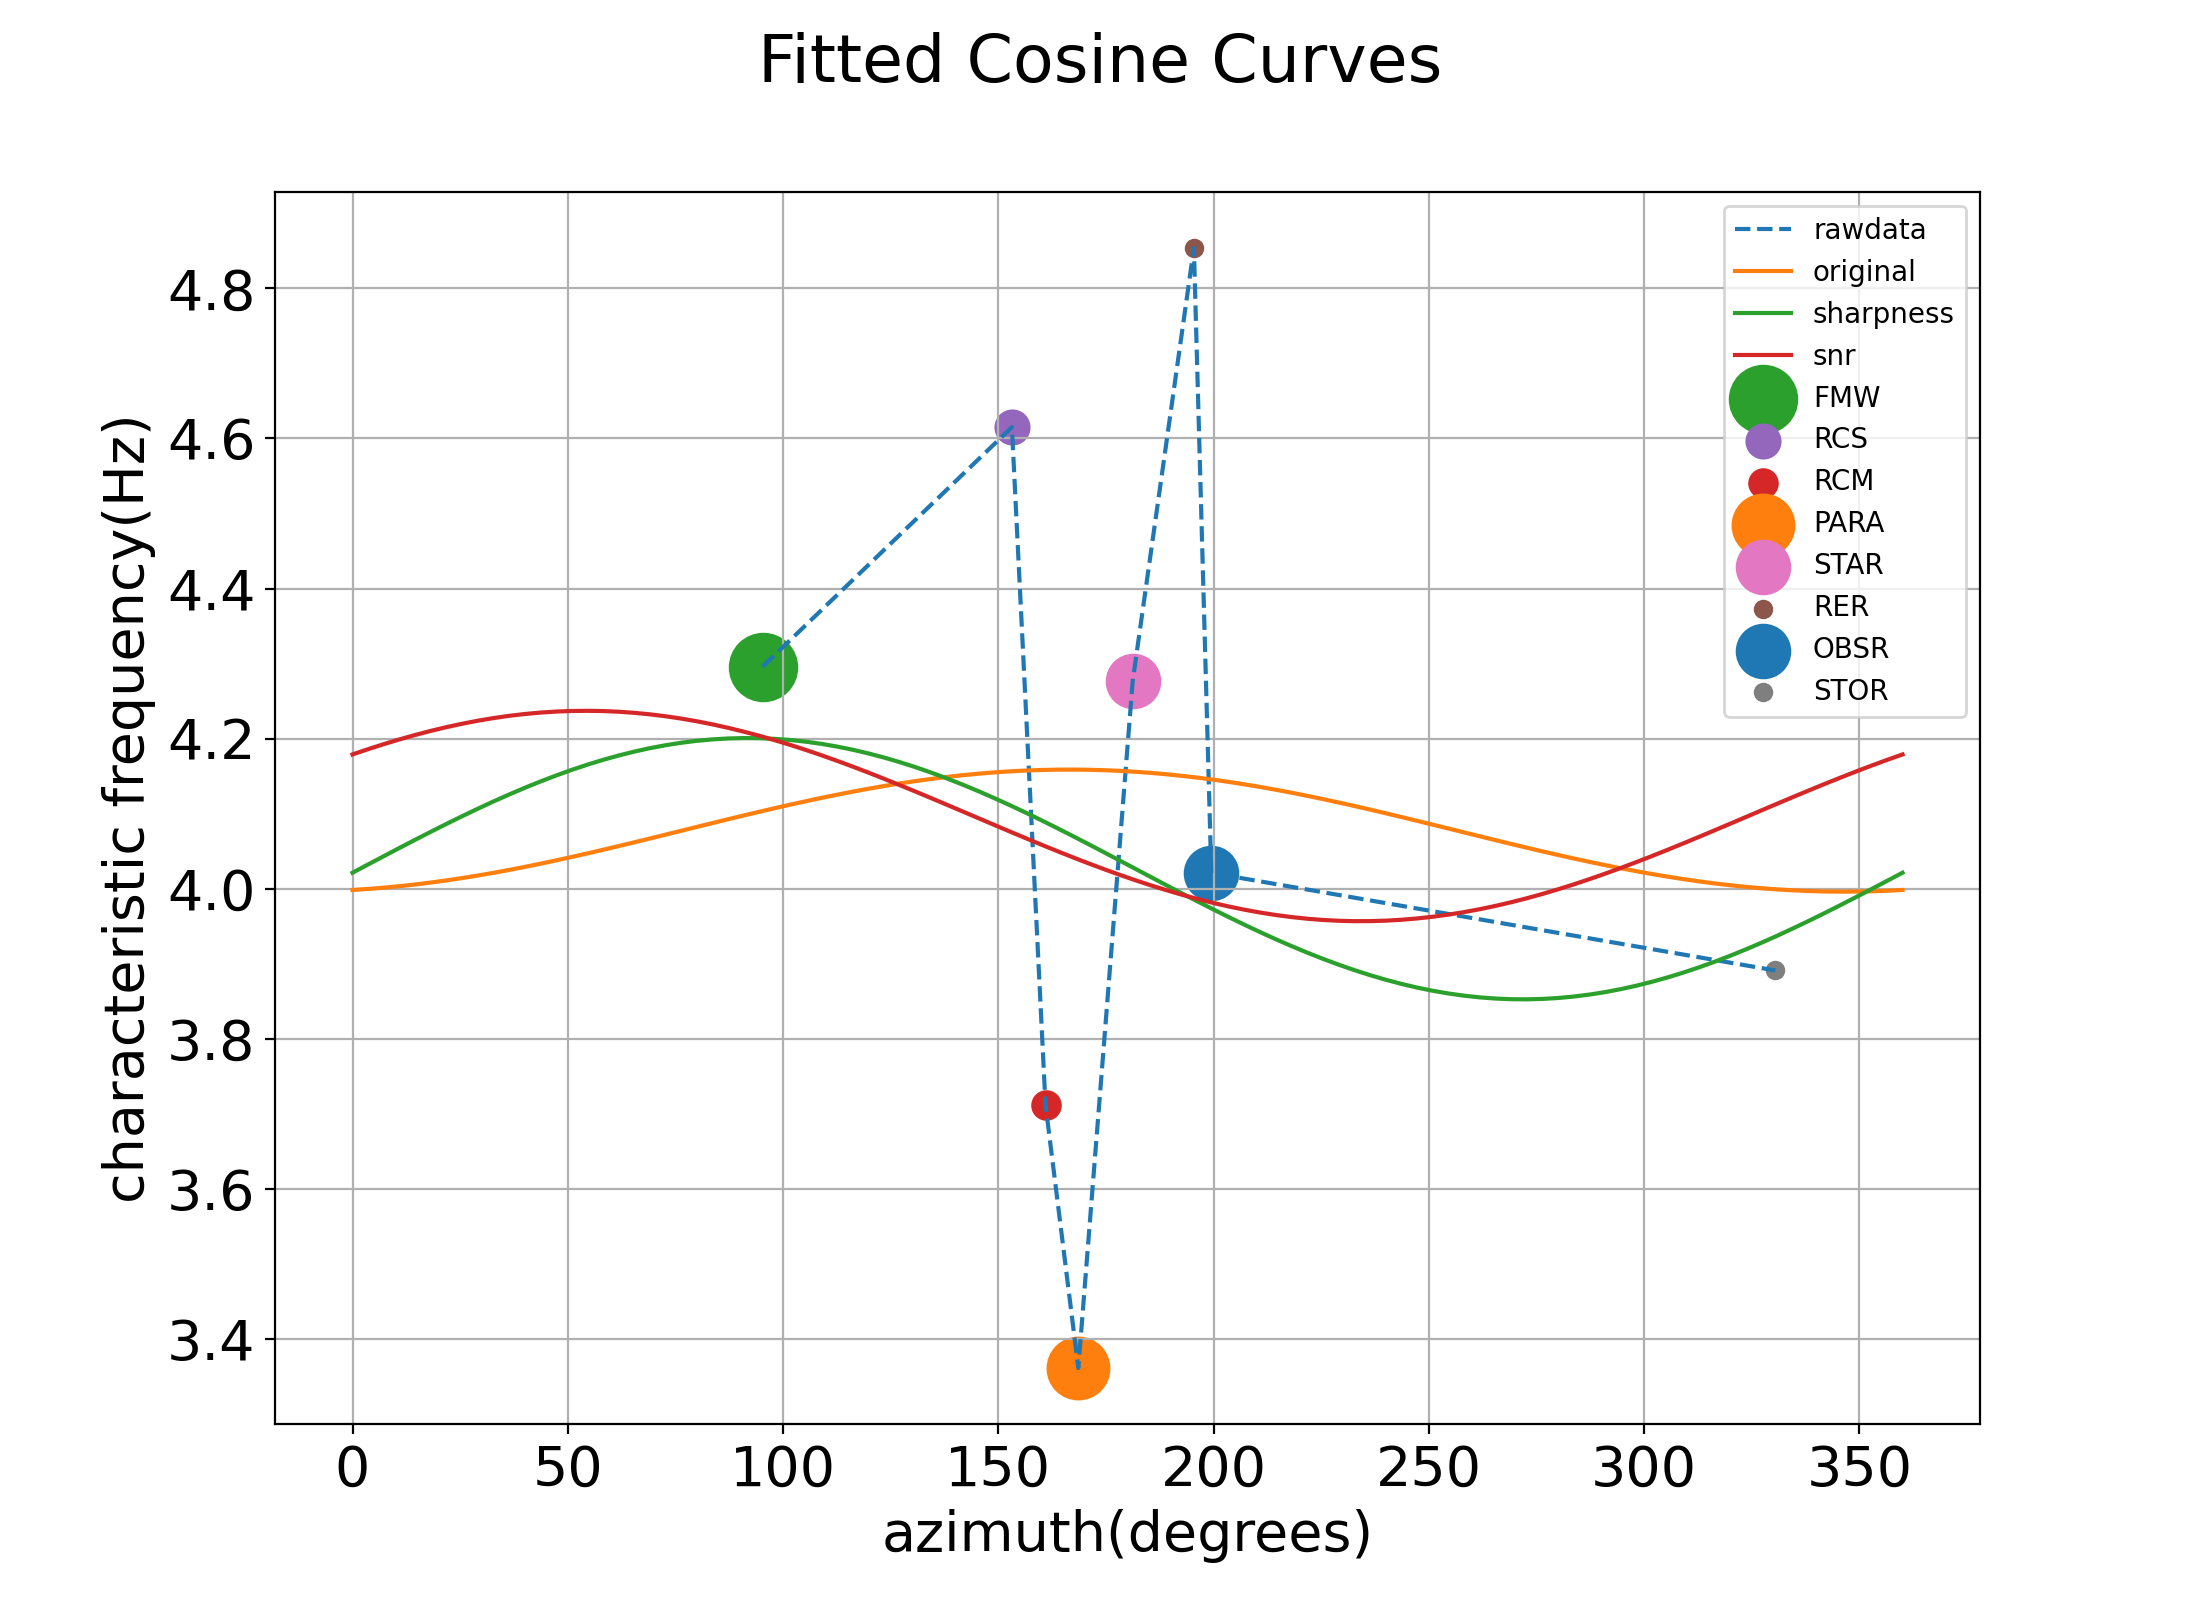 Fitted Cosine Curves
characteristic frequency(Hz)
4.8
4.6
4.4
4.2
4.0
3.8
3.6
3.4
0 50 100 150 200 250 300 350
azimuth(degrees)
rawdata
original
sharpness
snr
FMW
RCS
RCM
PARA
STAR
RER
OBSR
STOR